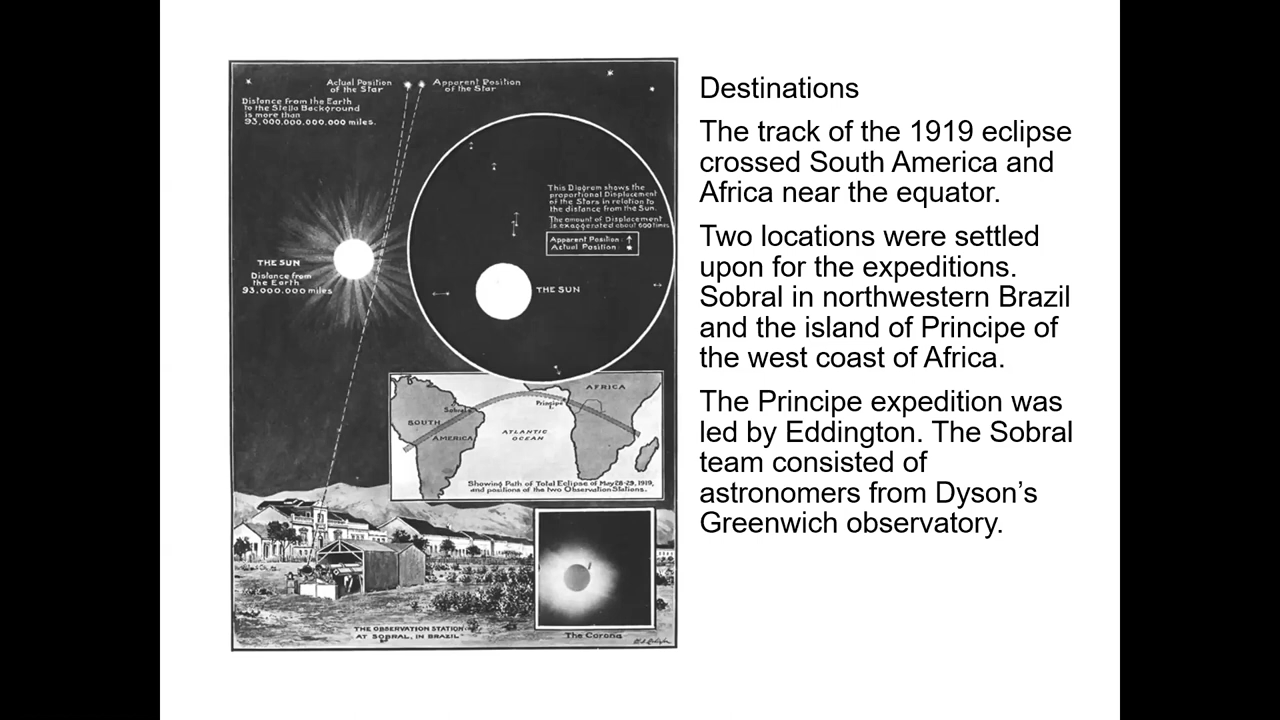 Actual Position
of the Star
Apparent Position
of the Star
Distance from the Earth
to the Stella Background
is more than
93,000,000,000,000 miles.
This Diagram shows the
proportional Displacement
of the Stars in relation to
the distance from the Sun.
The amount of Displacement
is exaggerated about 600 times
Apparent Position:
Actual Position:
THE SUN
Distance from
the Earth
93.000.000 miles
THE SUN
AFRICA
Sobral
Principe
SOUTH
AMERICA
ATLANTIC
OCEAN
Showing Path of Total Eclipse of May 28-29, 1919,
and positions of the two Observation Stations.
THE OBSERVATION STATION
AT SOBRAL, IN BRAZIL
The Corona
Destinations
The track of the 1919 eclipse
crossed South America and
Africa near the equator.
Two locations were settled
upon for the expeditions.
Sobral in northwestern Brazil
and the island of Principe of
the west coast of Africa.
The Principe expedition was
led by Eddington. The Sobral
team consisted of
astronomers from Dyson’s
Greenwich observatory.